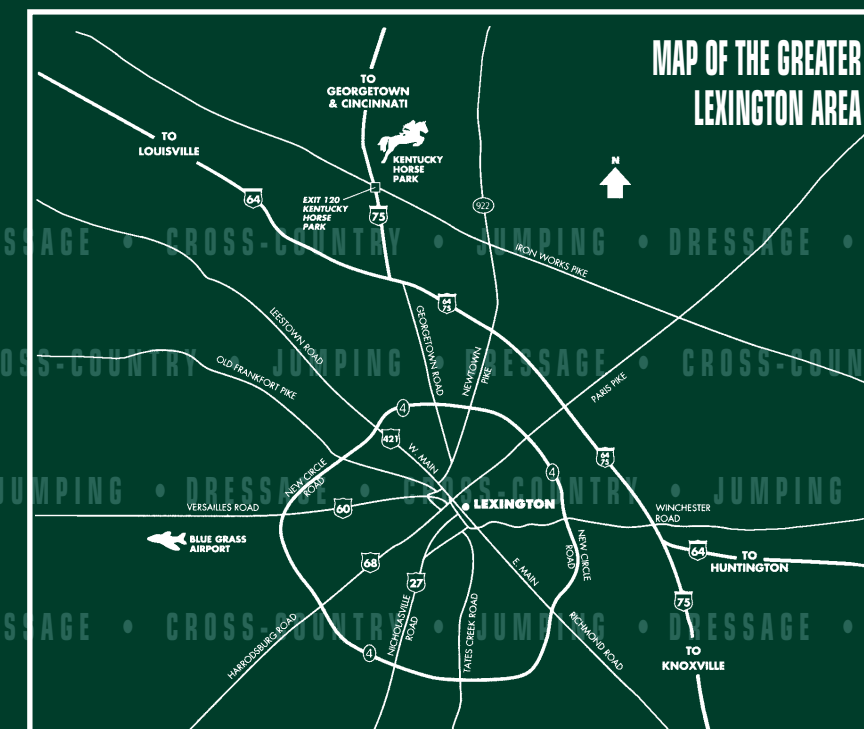 MAP OF THE GREATER
LEXINGTON AREA
TO
GEORGETOWN
& CINCINNATI
TO
LOUISVILLE
KENTUCKY
HORSE
PARK
N
EXIT 120
KENTUCKY
HORSE
PARK
64
75
922
SSAGE • CROSS-COUNTRY • JUMPING • DRESSAGE •
IRON WORKS PIKE
64
75
LEESTOWN ROAD
GEORGETOWN ROAD
NEWTOWN
PIKE
OSS-COUNTRY • JUMPING • DRESSAGE • CROSS-COUN
OLD FRANKFORT PIKE
PARIS PIKE
4
421
W. MAIN
64
75
4
NEW CIRCLE
ROAD
JUMPING • DRESSAGE • CROSS-COUNTRY • JUMPING
VERSAILLES ROAD
60
LEXINGTON
WINCHESTER
ROAD
BLUE GRASS
AIRPORT
NEW CIRCLE
ROAD
64
TO
HUNTINGTON
68
27
E. MAIN
75
SSAGE • CROSS-COUNTRY • JUMPING • DRESSAGE •
HARRODSBURG ROAD
NICHOLASVILLE
ROAD
TATES CREEK ROAD
RICHMOND ROAD
4
TO
KNOXVILLE